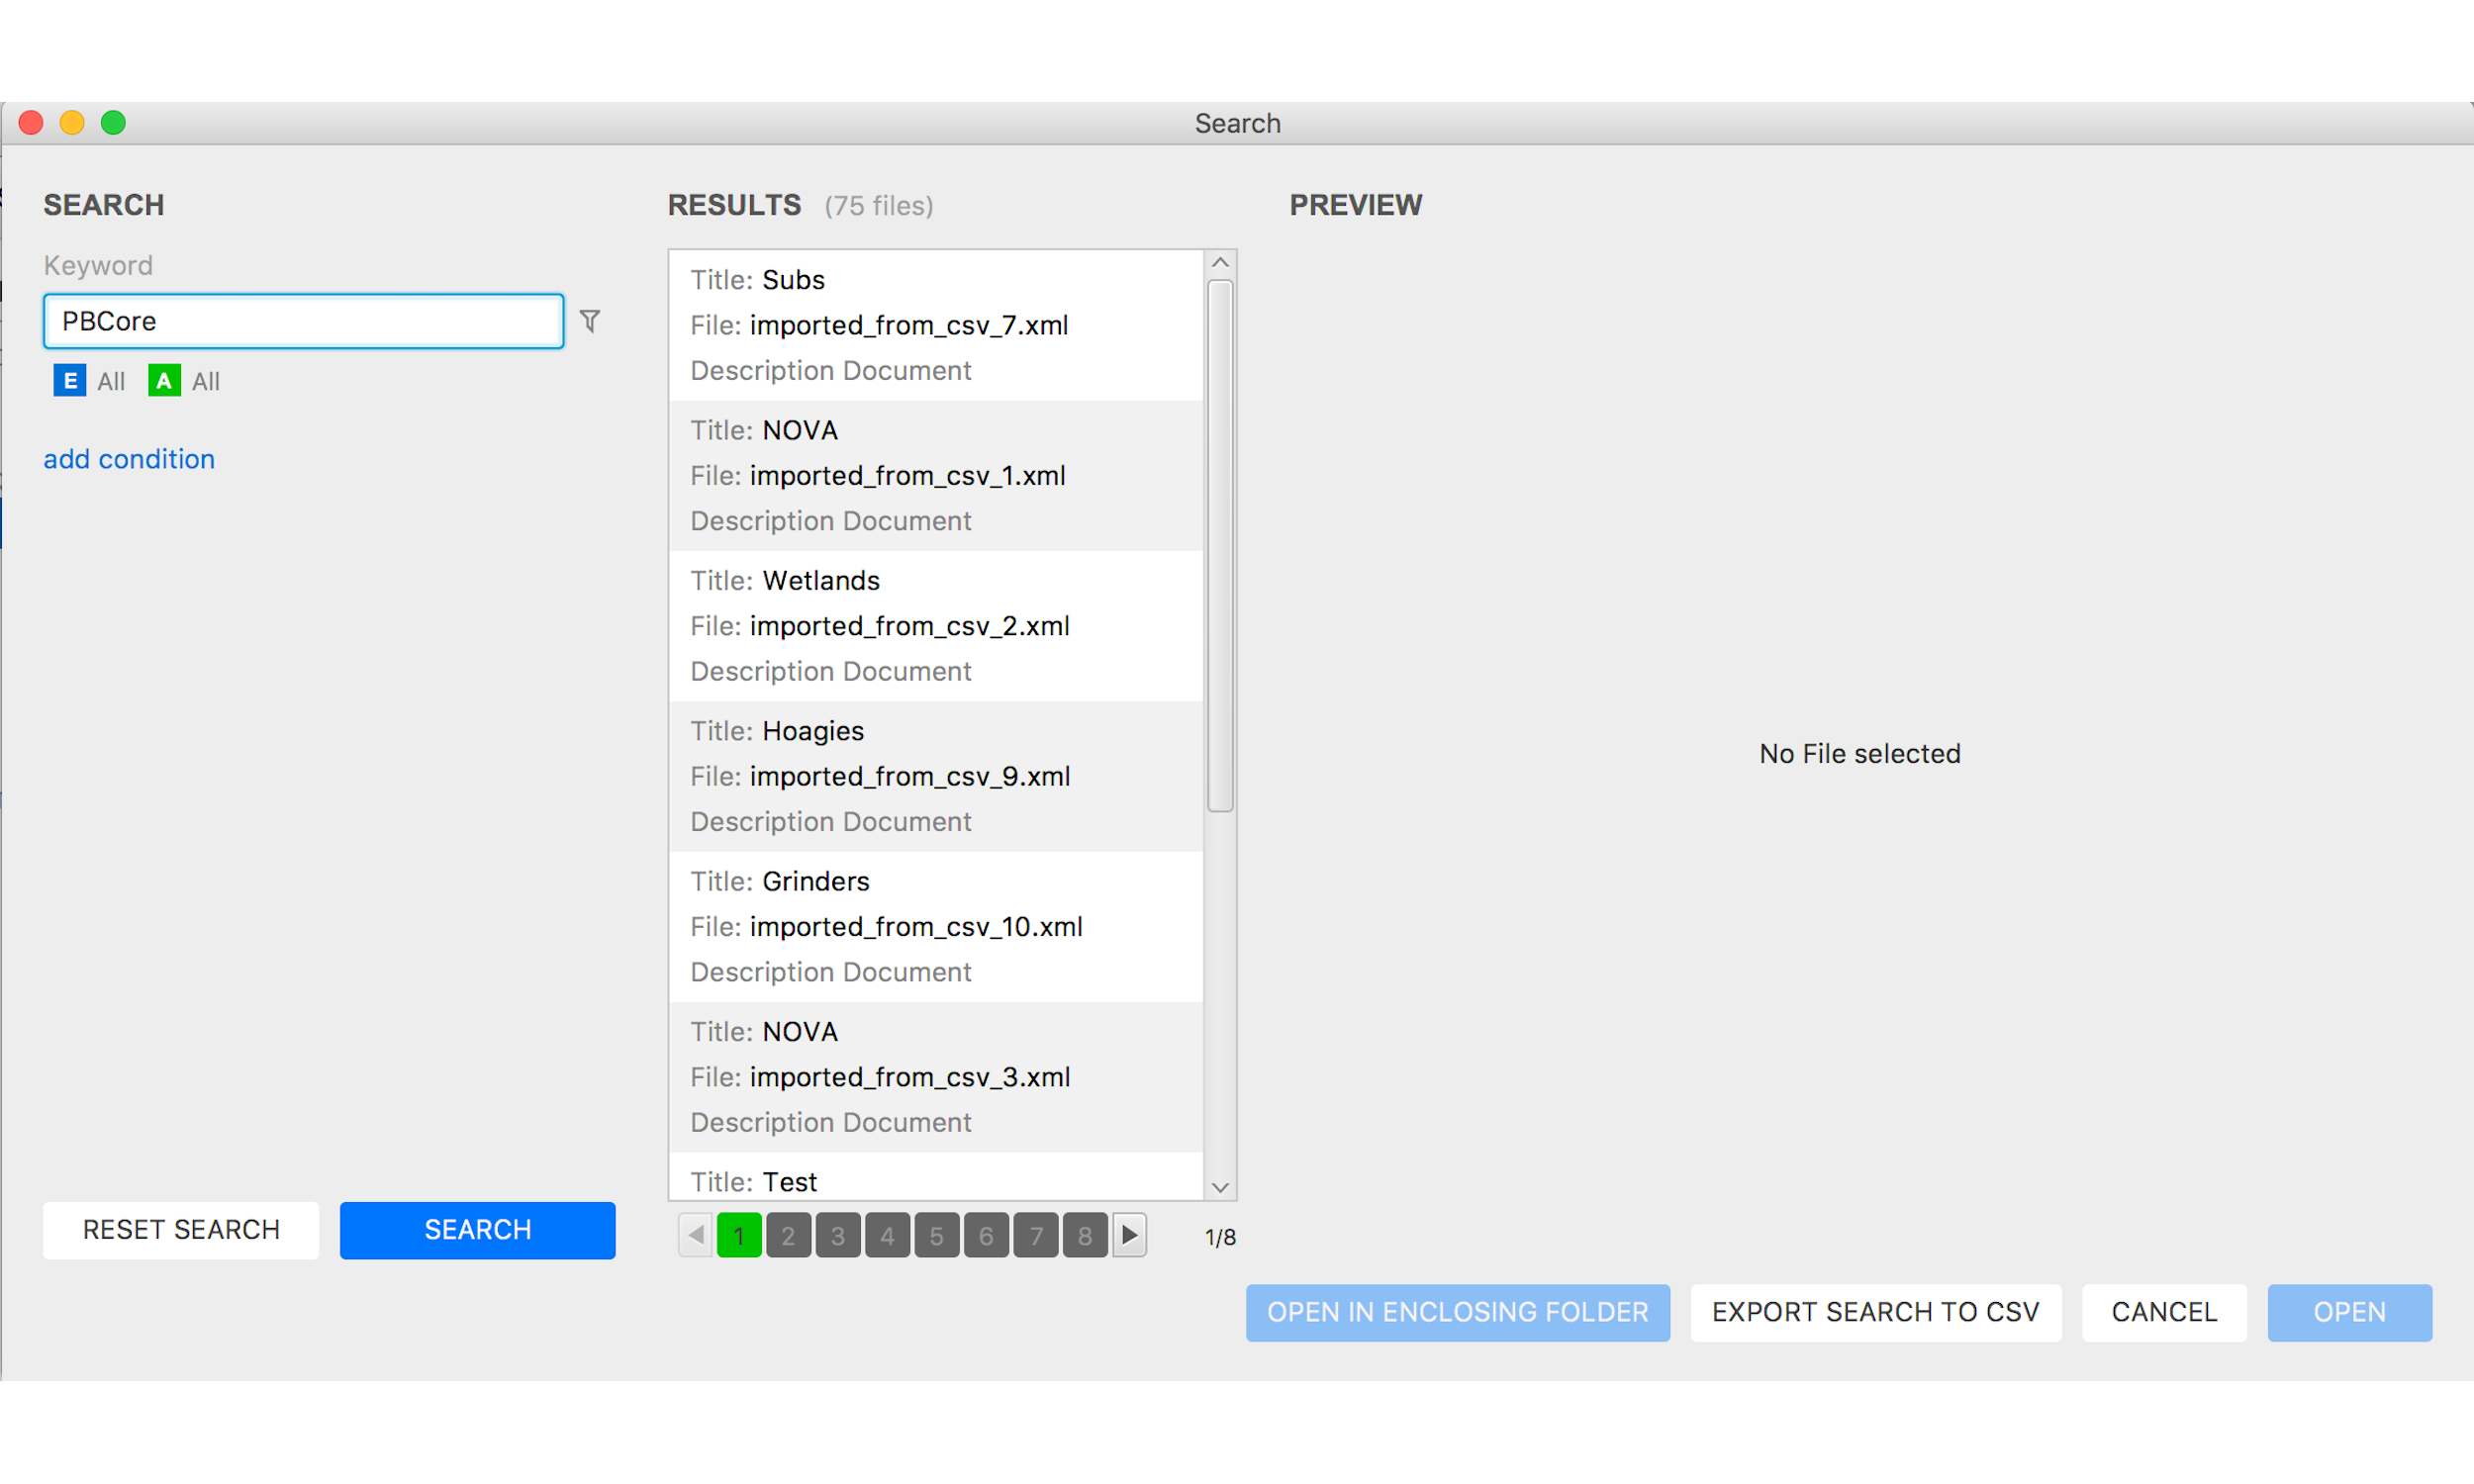 Search
SEARCH
Keyword
PBCore
E All A All
add condition
RESET SEARCH
SEARCH
RESULTS (75 files)
Title: Subs
File: imported_from_csv_7.xml
Description Document
Title: NOVA
File: imported_from_csv_1.xml
Description Document
Title: Wetlands
File: imported_from_csv_2.xml
Description Document
Title: Hoagies
File: imported_from_csv_9.xml
Description Document
Title: Grinders
File: imported_from_csv_10.xml
Description Document
Title: NOVA
File: imported_from_csv_3.xml
Description Document
Title: Test
1 2 3 4 5 6 7 8 1/8
PREVIEW
No File selected
OPEN IN ENCLOSING FOLDER
EXPORT SEARCH TO CSV
CANCEL
OPEN